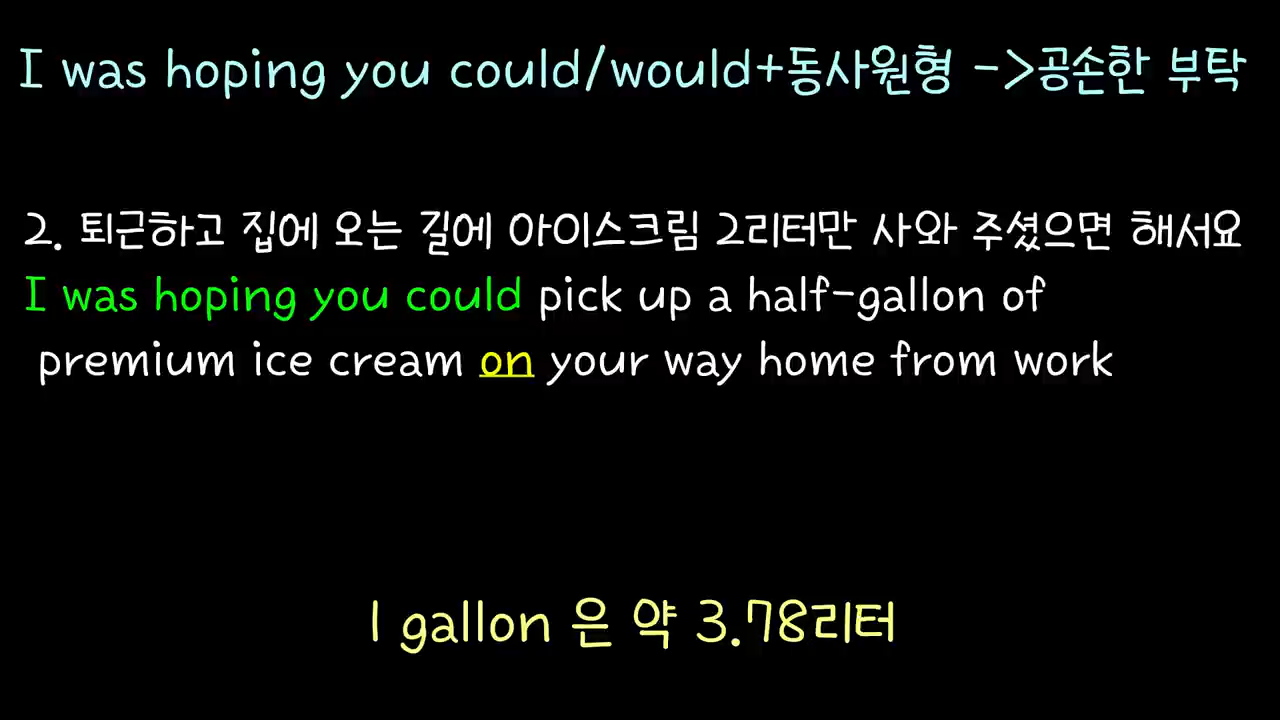 I was hoping you could/would+동사원형 ->공손한 부탁
2. 퇴근하고 집에 오는 길에 아이스크림 2리터만 사와 주셨으면 해서요
I was hoping you could pick up a half-gallon of
premium ice cream on your way home from work
1 gallon 은 약 3.78리터